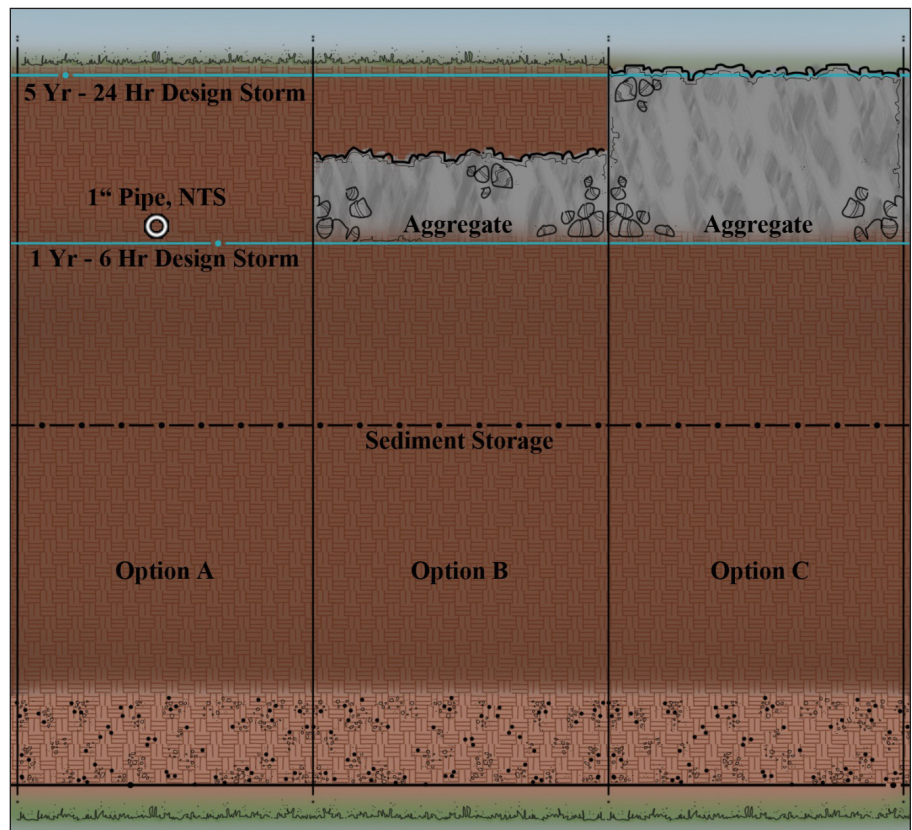 5 Yr - 24 Hr Design Storm
1“ Pipe, NTS
Aggregate
Aggregate
1 Yr - 6 Hr Design Storm
Sediment Storage
Option A
Option B
Option C